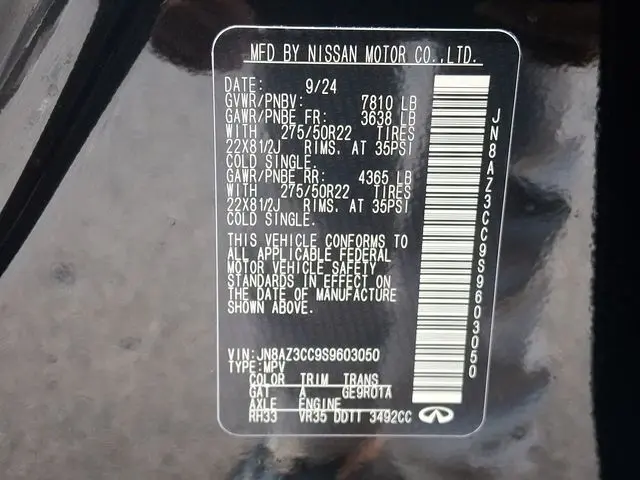 MFD BY NISSAN MOTOR CO.,LTD.
DATE: 9/24
GVWR/PNBV: 7810 LB
GAWR/PNBE FR: 3638 LB
WITH 275/50R22 TIRES
22X81/2J RIMS. AT 35PSI
COLD SINGLE.
GAWR/PNBE RR: 4365 LB
WITH 275/50R22 TIRES
22X81/2J RIMS. AT 35PSI
COLD SINGLE.
THIS VEHICLE CONFORMS TO
ALL APPLICABLE FEDERAL
MOTOR VEHICLE SAFETY
STANDARDS IN EFFECT ON
THE DATE OF MANUFACTURE
SHOWN ABOVE.
VIN:JN8AZ3CC9S9603050
TYPE:MPV
COLOR TRIM TRANS
GAT A GE9R01A
AXLE ENGINE
RH33 VR35 DDTT 3492CC
JN8AZ3CC9S9603050
INFINITI